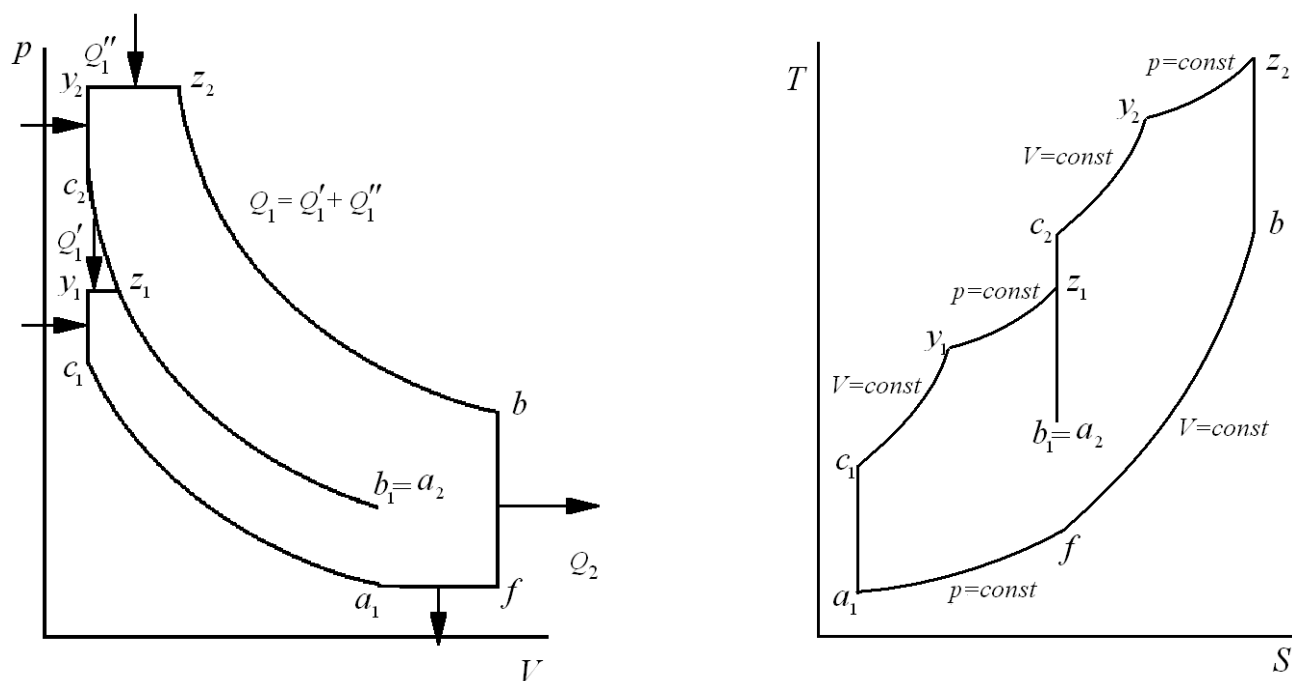 p
Q₁″
y₂
z₂
c₂
Q₁ = Q₁′ + Q₁″
Q₁′
y₁
z₁
c₁
b
b₁= a₂
Q₂
a₁
f
V
T
p=const
z₂
y₂
V=const
c₂
b
p=const
z₁
y₁
V=const
b₁= a₂
V=const
c₁
f
a₁
p=const
S